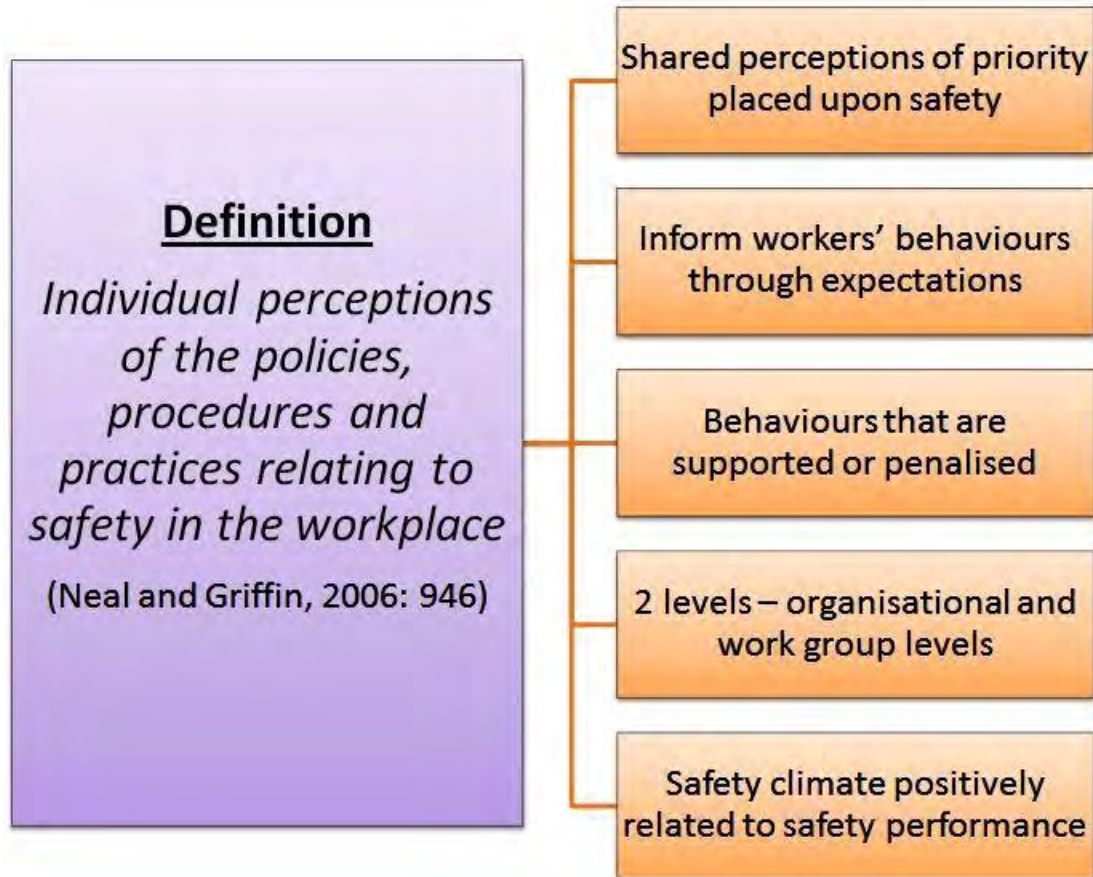 Definition
Individual perceptions
of the policies,
procedures and
practices relating to
safety in the workplace
(Neal and Griffin, 2006: 946)
Shared perceptions of priority
placed upon safety
Inform workers’ behaviours
through expectations
Behaviours that are
supported or penalised
2 levels – organisational and
work group levels
Safety climate positively
related to safety performance